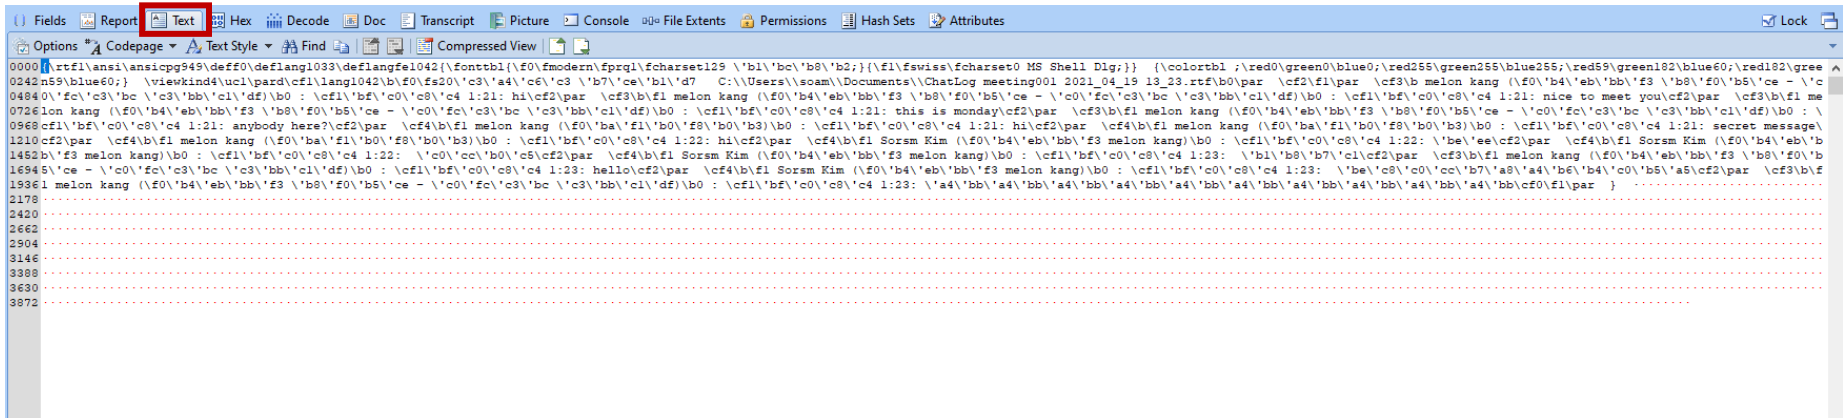 Fields Report Text Hex Decode Doc Transcript Picture Console File Extents Permissions Hash Sets Attributes Lock
Options Codepage Text Style Find Compressed View
0000 {\rtf1\ansi\ansicpg949\deff0\deflang1033\deflangfe1042{\fonttbl{\f0\fmodern\fprq1\fcharset129 \'b1\'bc\'b8\'b2;}{\f1\fswiss\fcharset0 MS Shell Dlg;}} {\colortbl ;\red0\green0\blue0;\red255\green255\blue255;\red59\green182\blue60;\red182\gree
0242 n59\blue60;} \viewkind4\uc1\pard\cf1\lang1042\b\f0\fs20\'c3\'a4\'c6\'c3 \'b7\'ce\'b1\'d7 C:\\Users\\soam\\Documents\\ChatLog meeting001 2021_04_19 13_23.rtf\b0\par \cf2\f1\par \cf3\b melon kang (\f0\'b4\'eb\'bb\'f3 \'b8\'f0\'b5\'ce - \'c
0484 0\'fc\'c3\'bc \'c3\'bb\'c1\'df)\b0 : \cf1\'bf\'c0\'c8\'c4 1:21: hi\cf2\par \cf3\b\f1 melon kang (\f0\'b4\'eb\'bb\'f3 \'b8\'f0\'b5\'ce - \'c0\'fc\'c3\'bc \'c3\'bb\'c1\'df)\b0 : \cf1\'bf\'c0\'c8\'c4 1:21: nice to meet you\cf2\par \cf3\b\f1 me
0726 lon kang (\f0\'b4\'eb\'bb\'f3 \'b8\'f0\'b5\'ce - \'c0\'fc\'c3\'bc \'c3\'bb\'c1\'df)\b0 : \cf1\'bf\'c0\'c8\'c4 1:21: this is monday\cf2\par \cf3\b\f1 melon kang (\f0\'b4\'eb\'bb\'f3 \'b8\'f0\'b5\'ce - \'c0\'fc\'c3\'bc \'c3\'bb\'c1\'df)\b0 : \
0968 cf1\'bf\'c0\'c8\'c4 1:21: anybody here?\cf2\par \cf4\b\f1 melon kang (\f0\'ba\'f1\'b0\'f8\'b0\'b3)\b0 : \cf1\'bf\'c0\'c8\'c4 1:21: hi\cf2\par \cf4\b\f1 melon kang (\f0\'ba\'f1\'b0\'f8\'b0\'b3)\b0 : \cf1\'bf\'c0\'c8\'c4 1:21: secret message\
1210 cf2\par \cf4\b\f1 melon kang (\f0\'ba\'f1\'b0\'f8\'b0\'b3)\b0 : \cf1\'bf\'c0\'c8\'c4 1:22: hi\cf2\par \cf4\b\f1 Sorsm Kim (\f0\'b4\'eb\'bb\'f3 melon kang)\b0 : \cf1\'bf\'c0\'c8\'c4 1:22: \'be\'ee\cf2\par \cf4\b\f1 Sorsm Kim (\f0\'b4\'eb\'b
1452 b\'f3 melon kang)\b0 : \cf1\'bf\'c0\'c8\'c4 1:22: \'c0\'cc\'b0\'c5\cf2\par \cf4\b\f1 Sorsm Kim (\f0\'b4\'eb\'bb\'f3 melon kang)\b0 : \cf1\'bf\'c0\'c8\'c4 1:23: \'b1\'b8\'b7\'c1\cf2\par \cf3\b\f1 melon kang (\f0\'b4\'eb\'bb\'f3 \'b8\'f0\'b
1694 5\'ce - \'c0\'fc\'c3\'bc \'c3\'bb\'c1\'df)\b0 : \cf1\'bf\'c0\'c8\'c4 1:23: hello\cf2\par \cf4\b\f1 Sorsm Kim (\f0\'b4\'eb\'bb\'f3 melon kang)\b0 : \cf1\'bf\'c0\'c8\'c4 1:23: \'be\'c8\'c0\'cc\'b7\'a8\'a4\'b6\'b4\'c0\'b5\'a5\cf2\par \cf3\b\f
1936 1 melon kang (\f0\'b4\'eb\'bb\'f3 \'b8\'f0\'b5\'ce - \'c0\'fc\'c3\'bc \'c3\'bb\'c1\'df)\b0 : \cf1\'bf\'c0\'c8\'c4 1:23: \'a4\'bb\'a4\'bb\'a4\'bb\'a4\'bb\'a4\'bb\'a4\'bb\'a4\'bb\'a4\'bb\'a4\'bb\'a4\'bb\'a4\'bb\cf0\f1\par }
2178
2420
2662
2904
3146
3388
3630
3872